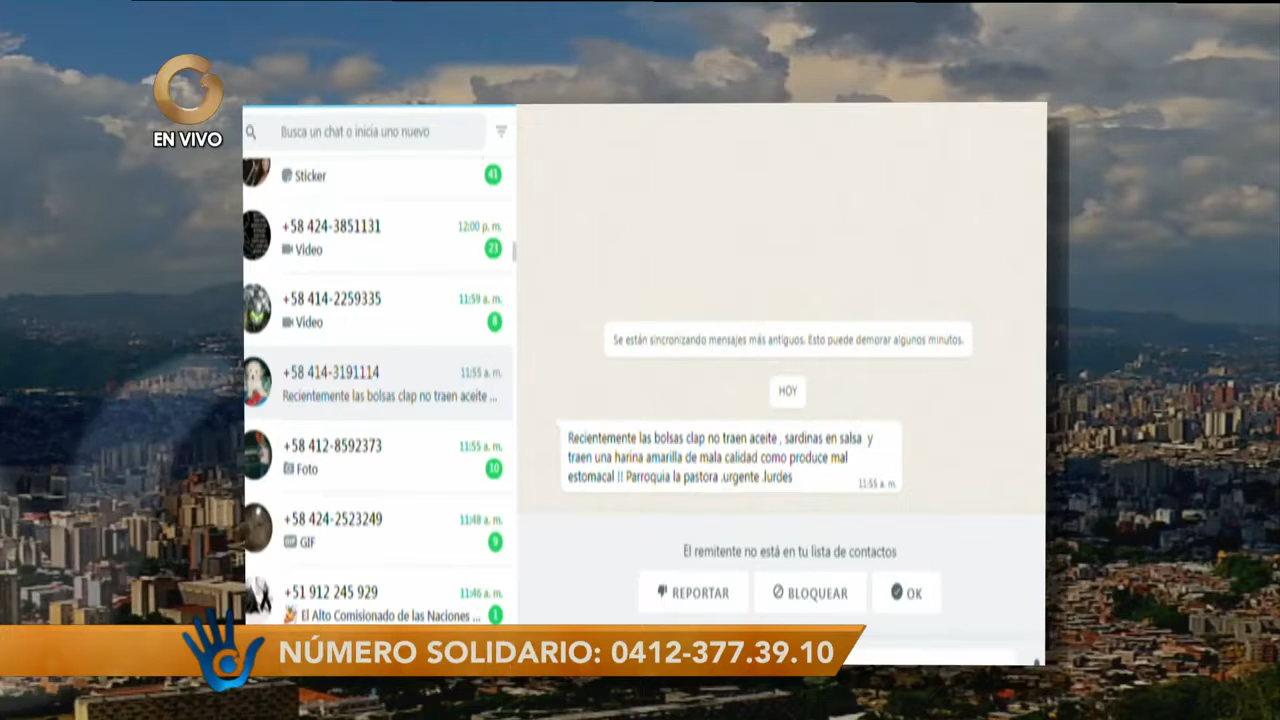 EN VIVO
Busca un chat o inicia uno nuevo
Sticker
41
+58 424-3851131
12:00 p. m.
Video
23
+58 414-2259335
11:59 a. m.
Video
8
+58 414-3191114
11:55 a. m.
Recientemente las bolsas clap no traen aceite ...
+58 412-8592373
11:55 a. m.
Foto
10
+58 424-2523249
11:48 a. m.
GIF
GIF
9
+51 912 245 929
11:46 a. m.
El Alto Comisionado de las Naciones ...
1
Se están sincronizando mensajes más antiguos. Esto puede demorar algunos minutos.
HOY
Recientemente las bolsas clap no traen aceite , sardinas en salsa y
traen una harina amarilla de mala calidad como produce mal
estomacal !! Parroquia la pastora .urgente .lurdes
11:55 a. m.
El remitente no está en tu lista de contactos
REPORTAR
BLOQUEAR
OK
NÚMERO SOLIDARIO: 0412-377.39.10